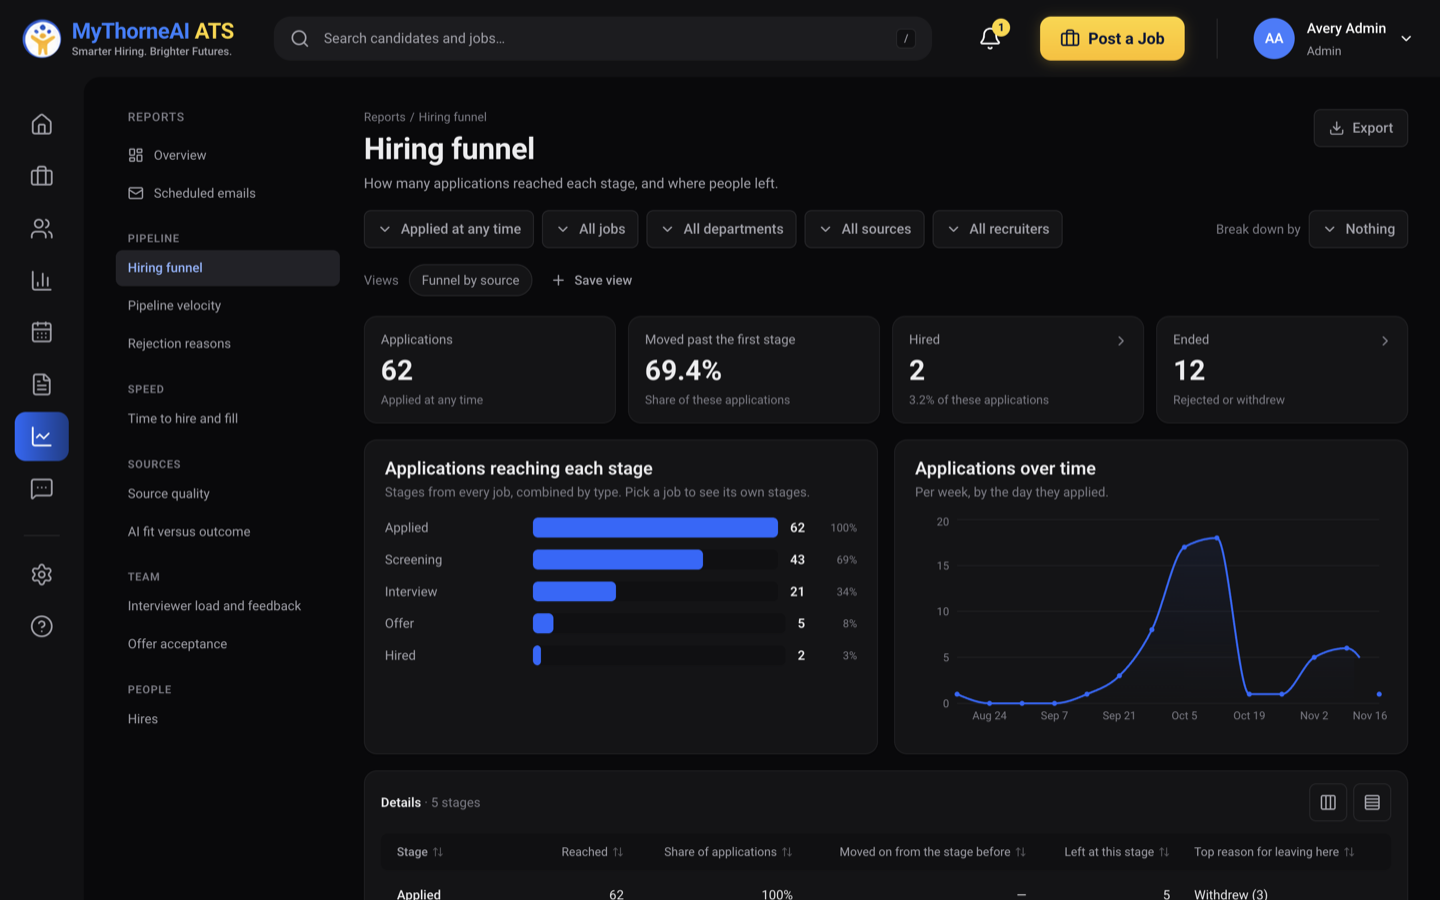 MyThorneAI ATS
Smarter Hiring. Brighter Futures.
Search candidates and jobs...
/
1
Post a Job
AA
Avery Admin
Admin
REPORTS
Overview
Scheduled emails
PIPELINE
Hiring funnel
Pipeline velocity
Rejection reasons
SPEED
Time to hire and fill
SOURCES
Source quality
AI fit versus outcome
TEAM
Interviewer load and feedback
Offer acceptance
PEOPLE
Hires
Reports / Hiring funnel
Hiring funnel
How many applications reached each stage, and where people left.
Export
Applied at any time
All jobs
All departments
All sources
All recruiters
Break down by
Nothing
Views
Funnel by source
Save view
Applications
62
Applied at any time
Moved past the first stage
69.4%
Share of these applications
Hired
2
3.2% of these applications
Ended
12
Rejected or withdrew
Applications reaching each stage
Stages from every job, combined by type. Pick a job to see its own stages.
Applied 62 100%
Screening 43 69%
Interview 21 34%
Offer 5 8%
Hired 2 3%
Applications over time
Per week, by the day they applied.
20
15
10
5
0
Aug 24 Sep 7 Sep 21 Oct 5 Oct 19 Nov 2 Nov 16
Details · 5 stages
Stage Reached Share of applications Moved on from the stage before Left at this stage Top reason for leaving here
Applied 62 100% — 5 Withdrew (3)